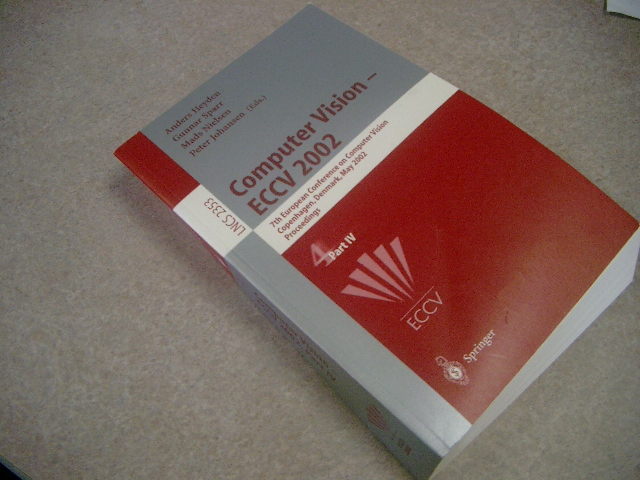 Anders Heyden
Gunnar Sparr
Mads Nielsen
Peter Johansen (Eds.)
Computer Vision –
ECCV 2002
7th European Conference on Computer Vision
Copenhagen, Denmark, May 2002
Proceedings
LNCS 2353
4 Part IV
ECCV
Springer